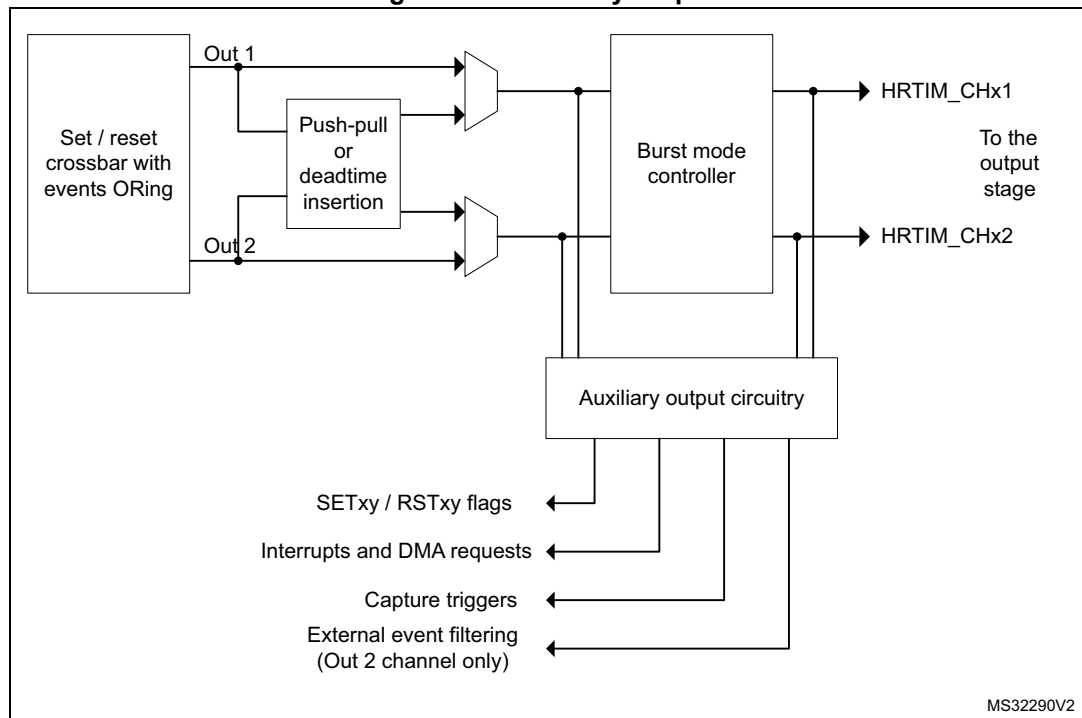 Out 1
HRTIM_CHx1
Set / reset
crossbar with
events ORing
Push-pull
or
deadtime
insertion
Burst mode
controller
To the
output
stage
Out 2
HRTIM_CHx2
Auxiliary output circuitry
SETxy / RSTxy flags
Interrupts and DMA requests
Capture triggers
External event filtering
(Out 2 channel only)
MS32290V2